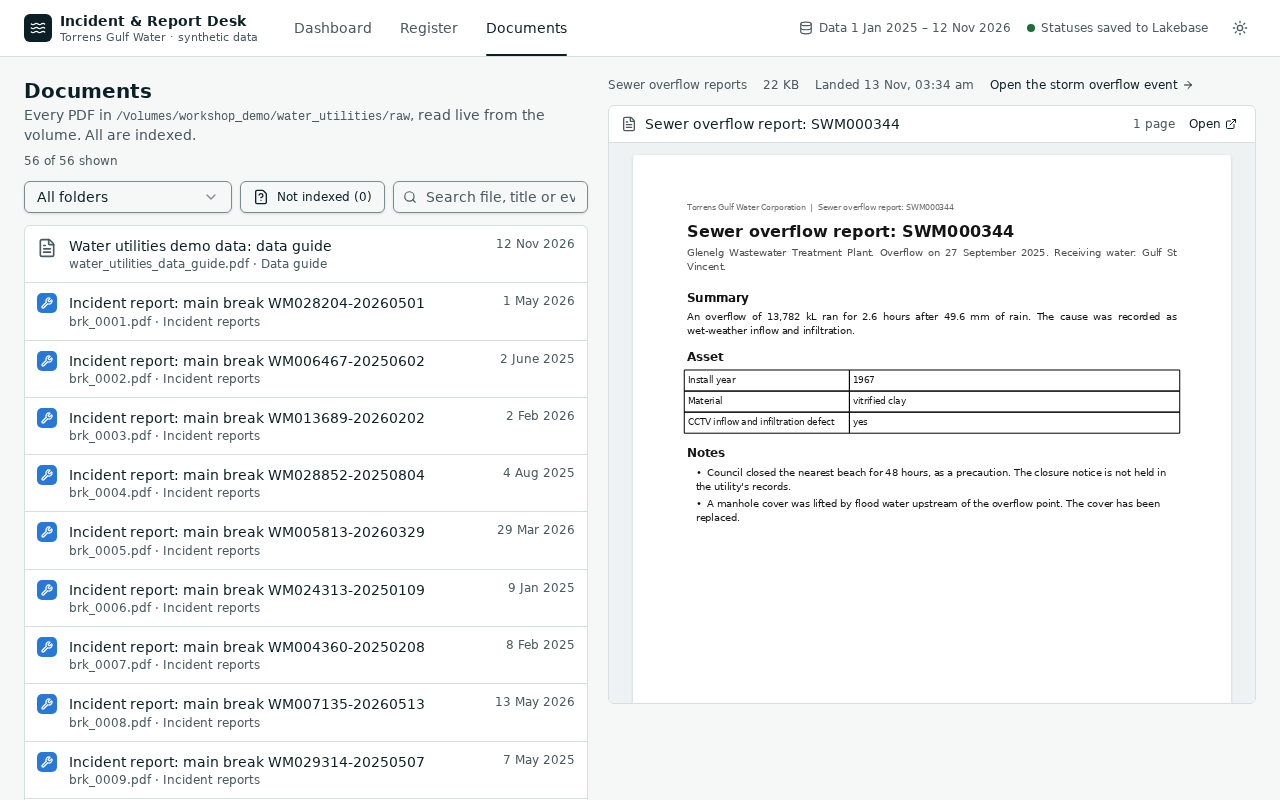 Incident & Report Desk
Torrens Gulf Water · synthetic data
Dashboard
Register
Documents
Data 1 Jan 2025 – 12 Nov 2026
Statuses saved to Lakebase
Documents
Every PDF in /Volumes/workshop_demo/water_utilities/raw, read live from the
volume. All are indexed.
56 of 56 shown
All folders
Not indexed (0)
Search file, title or ev
Water utilities demo data: data guide
12 Nov 2026
water_utilities_data_guide.pdf · Data guide
Incident report: main break WM028204-20260501
1 May 2026
brk_0001.pdf · Incident reports
Incident report: main break WM006467-20250602
2 June 2025
brk_0002.pdf · Incident reports
Incident report: main break WM013689-20260202
2 Feb 2026
brk_0003.pdf · Incident reports
Incident report: main break WM028852-20250804
4 Aug 2025
brk_0004.pdf · Incident reports
Incident report: main break WM005813-20260329
29 Mar 2026
brk_0005.pdf · Incident reports
Incident report: main break WM024313-20250109
9 Jan 2025
brk_0006.pdf · Incident reports
Incident report: main break WM004360-20250208
8 Feb 2025
brk_0007.pdf · Incident reports
Incident report: main break WM007135-20260513
13 May 2026
brk_0008.pdf · Incident reports
Incident report: main break WM029314-20250507
7 May 2025
brk_0009.pdf · Incident reports
Sewer overflow reports
22 KB
Landed 13 Nov, 03:34 am
Open the storm overflow event →
Sewer overflow report: SWM000344
1 page
Open
Torrens Gulf Water Corporation | Sewer overflow report: SWM000344
Sewer overflow report: SWM000344
Glenelg Wastewater Treatment Plant. Overflow on 27 September 2025. Receiving water: Gulf St
Vincent.
Summary
An overflow of 13,782 kL ran for 2.6 hours after 49.6 mm of rain. The cause was recorded as
wet-weather inflow and infiltration.
Asset
Install year
1967
Material
vitrified clay
CCTV inflow and infiltration defect
yes
Notes
• Council closed the nearest beach for 48 hours, as a precaution. The closure notice is not held in
the utility's records.
• A manhole cover was lifted by flood water upstream of the overflow point. The cover has been
replaced.